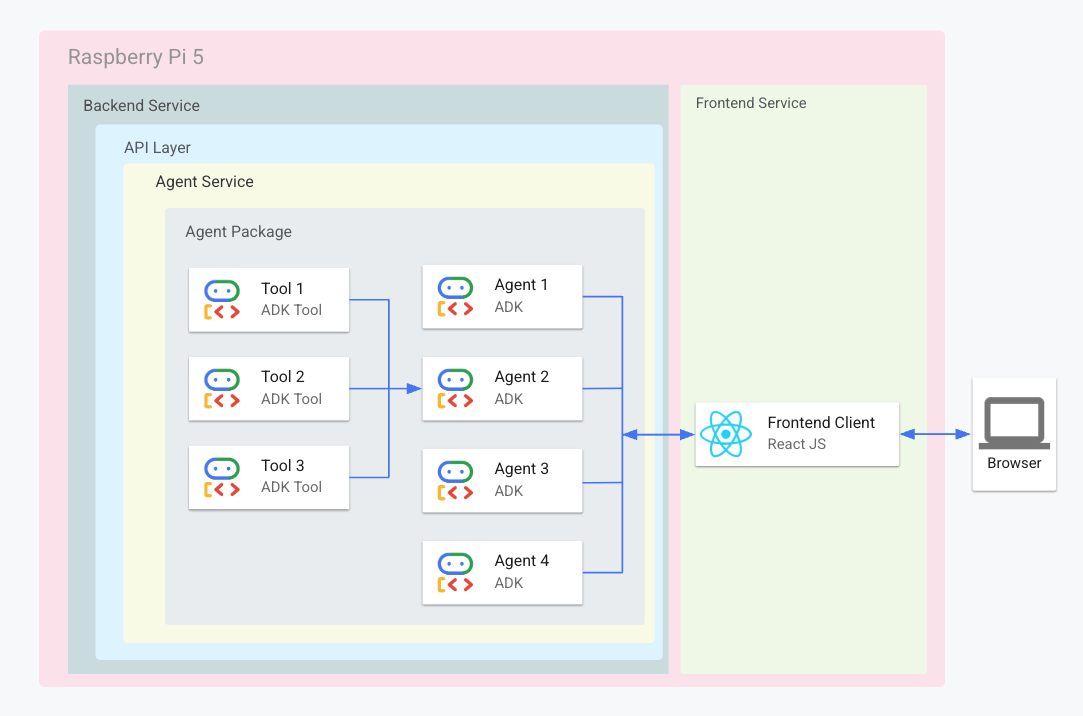 Raspberry Pi 5
Backend Service
Frontend Service
API Layer
Agent Service
Agent Package
Tool 1
ADK Tool
Tool 2
ADK Tool
Tool 3
ADK Tool
Agent 1
ADK
Agent 2
ADK
Agent 3
ADK
Agent 4
ADK
Frontend Client
React JS
Browser